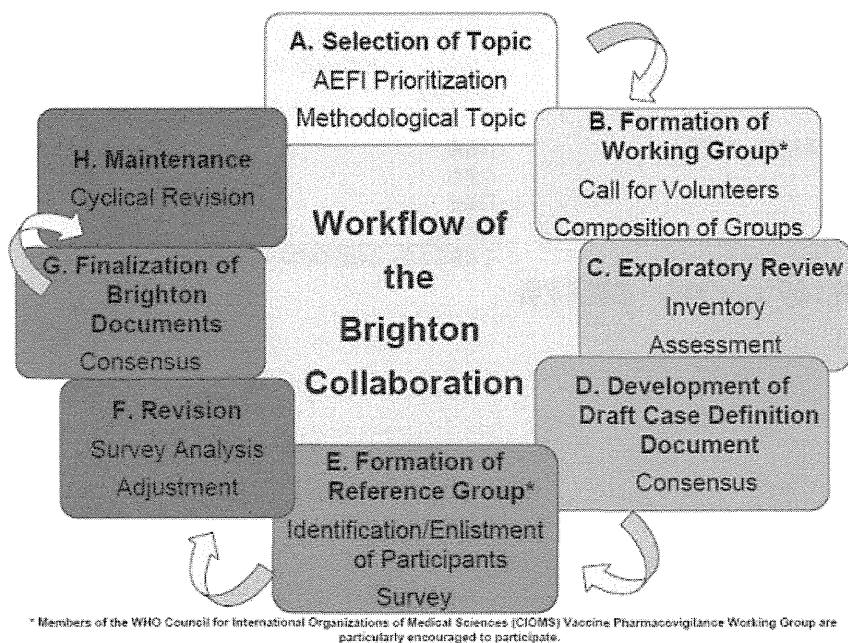 A. Selection of Topic
AEFI Prioritization
Methodological Topic
B. Formation of
Working Group*
Call for Volunteers
Composition of Groups
C. Exploratory Review
Inventory
Assessment
D. Development of
Draft Case Definition
Document
Consensus
E. Formation of
Reference Group*
Identification/Enlistment
of Participants
Survey
F. Revision
Survey Analysis
Adjustment
G. Finalization of
Brighton
Documents
Consensus
H. Maintenance
Cyclical Revision
Workflow of
the
Brighton
Collaboration
* Members of the WHO Council for International Organizations of Medical Sciences (CIOMS) Vaccine Pharmacovigilance Working Group are
particularly encouraged to participate.